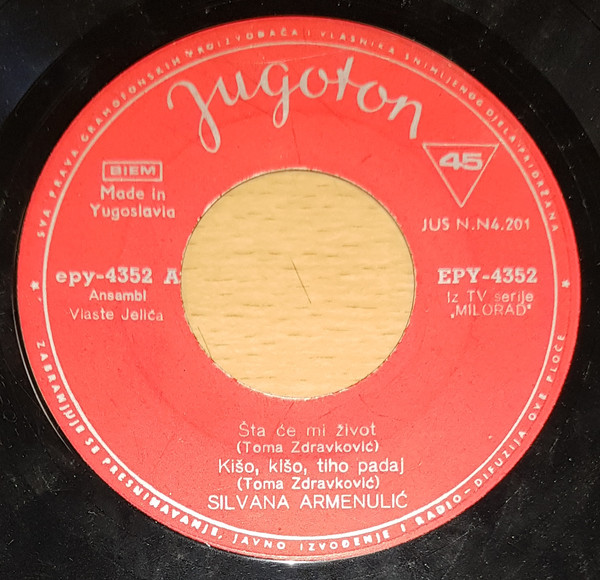 SVA PRAVA GRAMOFONSKIH PROIZVOĐAČA I VLASNIKA SNIMLJENOG DJELA PRIDRŽANA
Jugoton
BIEM
Made in
Yugoslavia
45
JUS N.N4.201
epy-4352 A
Ansambl
Vlaste Jelića
EPY-4352
Iz TV serije
„MILORAD"
Šta će mi život
(Toma Zdravković)
Kišo, kišo, tiho padaj
(Toma Zdravković)
SILVANA ARMENULIĆ
ZABRANJUJE SE PRESNIMAVANJE, JAVNO IZVOĐENJE I RADIO-DIFUZIJA OVE PLOČE